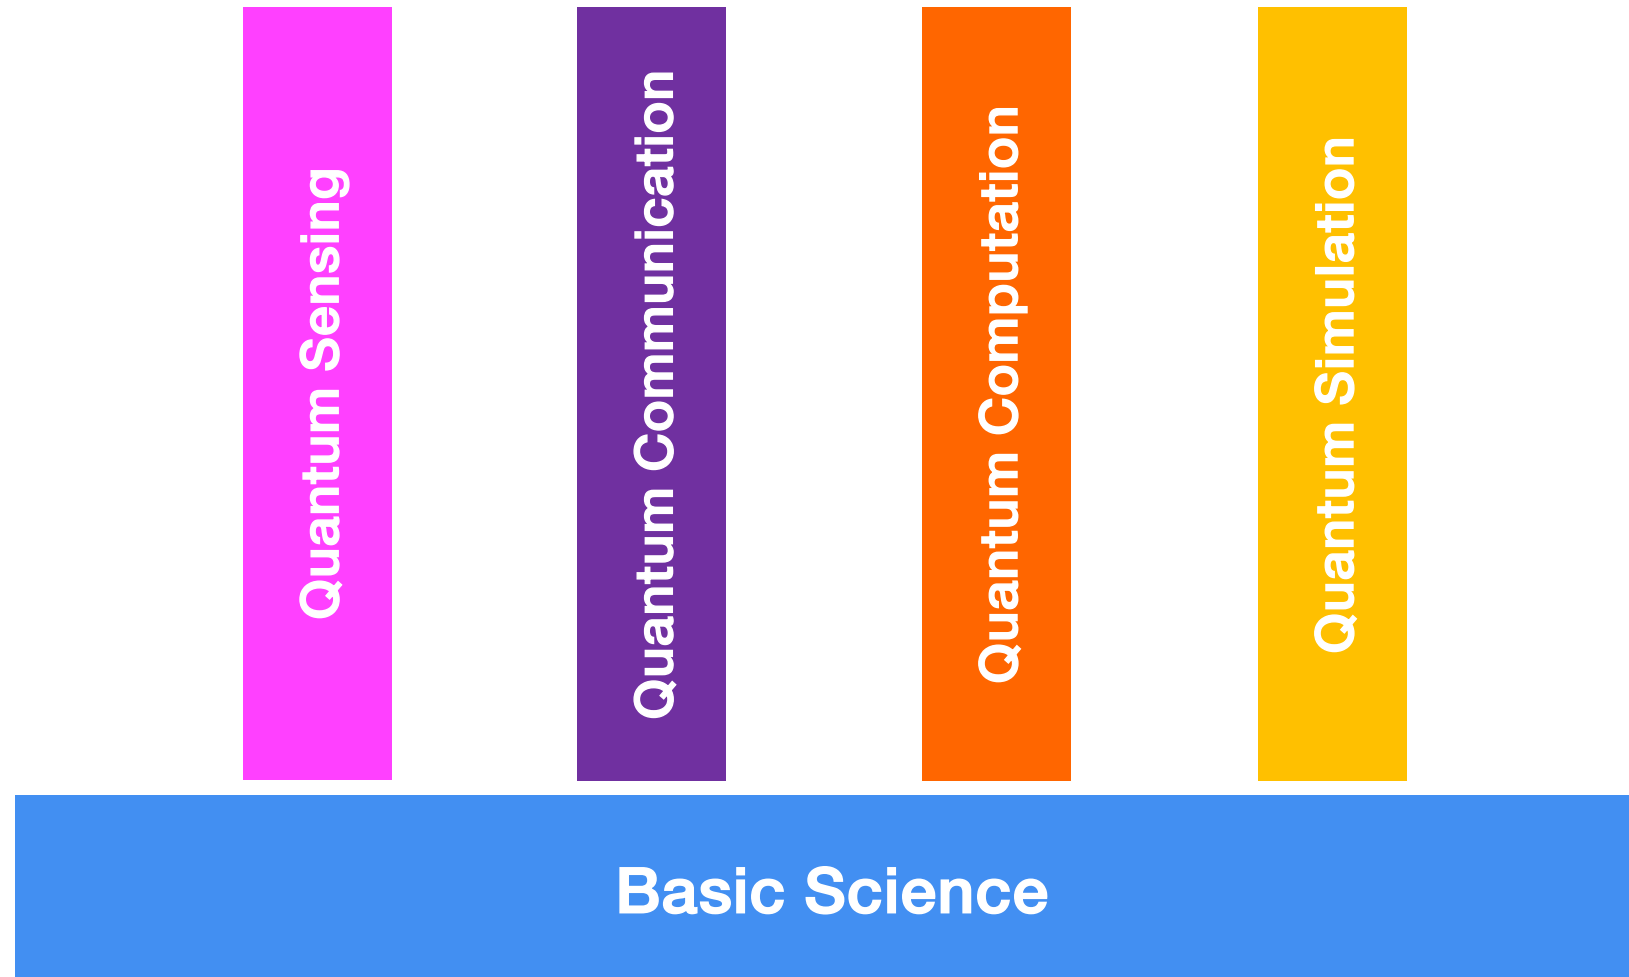 Quantum Sensing
Quantum Communication
Quantum Computation
Quantum Simulation
Basic Science